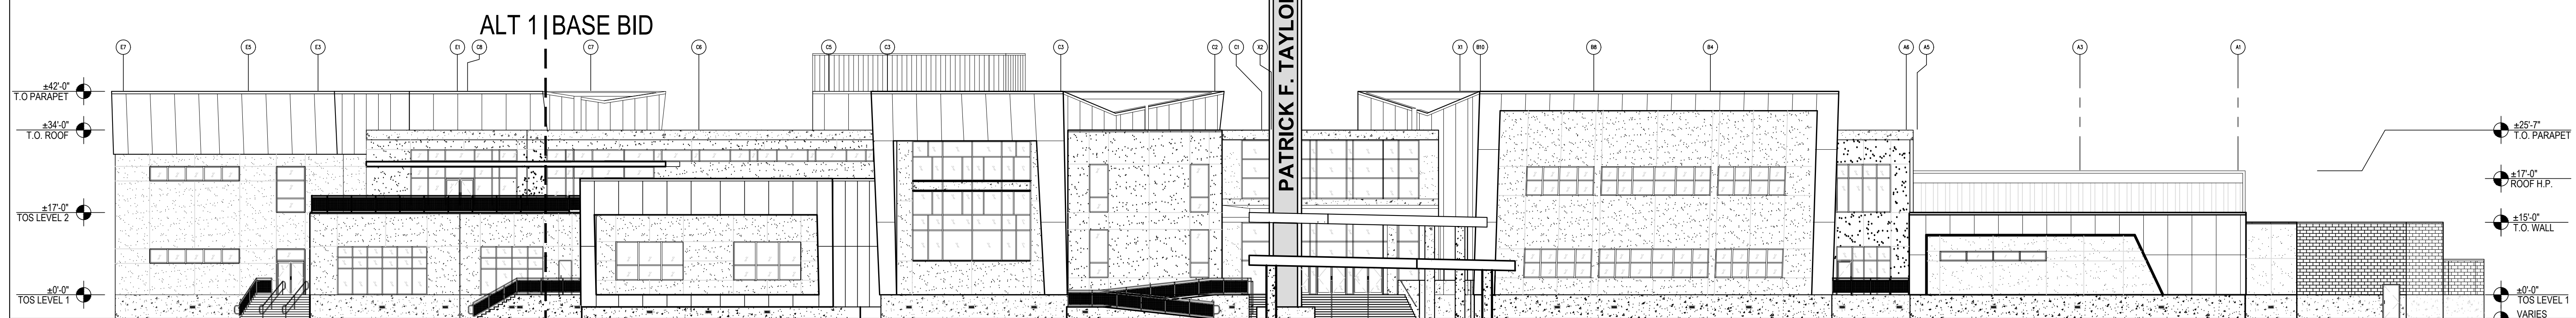 ALT 1 BASE BID
E7 E5 E3 E1 C8 C7 C6 C5 C3 C3 C2 C1 X2 X1 B10 B8 B4 A6 A5 A3 A1
±42'-0"
T.O PARAPET
±34'-0"
T.O. ROOF
±17'-0"
TOS LEVEL 2
±0'-0"
TOS LEVEL 1
PATRICK F. TAYLO
±25'-7"
T.O. PARAPET
±17'-0"
ROOF H.P.
±15'-0"
T.O. WALL
±0'-0"
TOS LEVEL 1
VARIES